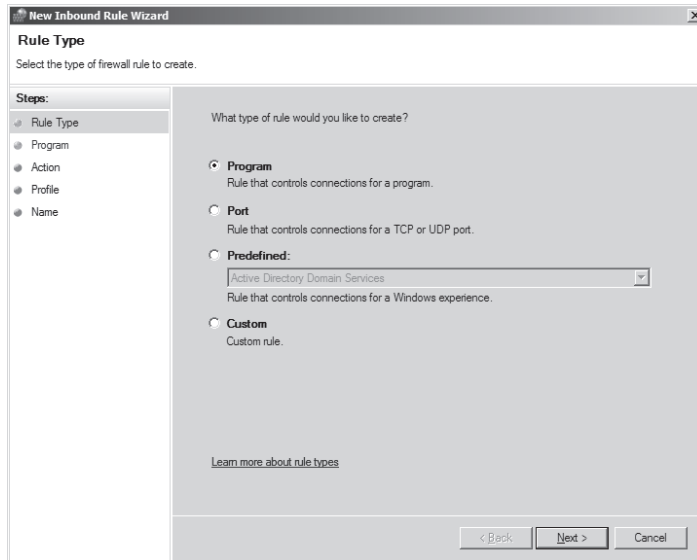 New Inbound Rule Wizard
Rule Type
Select the type of firewall rule to create.
Steps:
Rule Type
Program
Action
Profile
Name
What type of rule would you like to create?
Program
Rule that controls connections for a program.
Port
Rule that controls connections for a TCP or UDP port.
Predefined:
Active Directory Domain Services
Rule that controls connections for a Windows experience.
Custom
Custom rule.
Learn more about rule types
< Back
Next >
Cancel